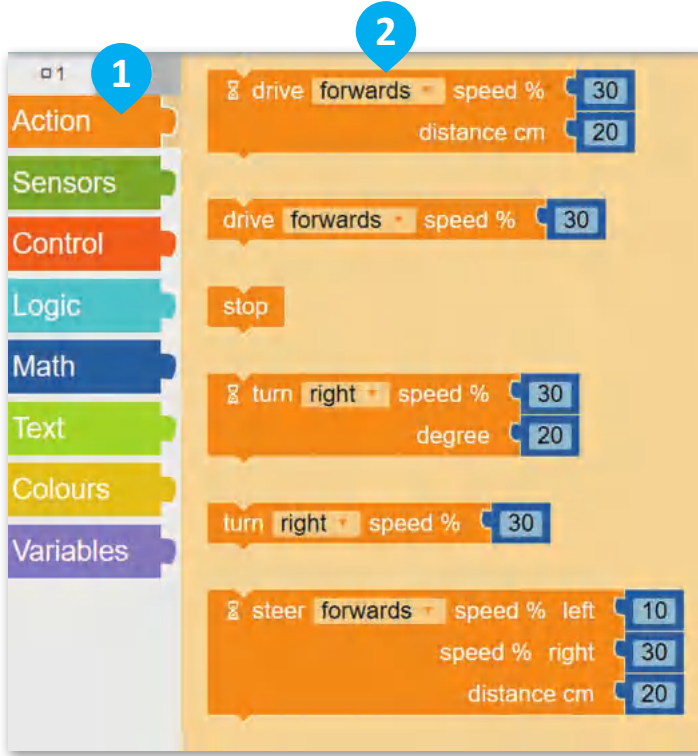 2
1
1
Action
Sensors
Control
Logic
Math
Text
Colours
Variables
drive forwards speed % 30
distance cm 20
drive forwards speed % 30
stop
turn right speed % 30
degree 20
turn right speed % 30
steer forwards speed % left 10
speed % right 30
distance cm 20